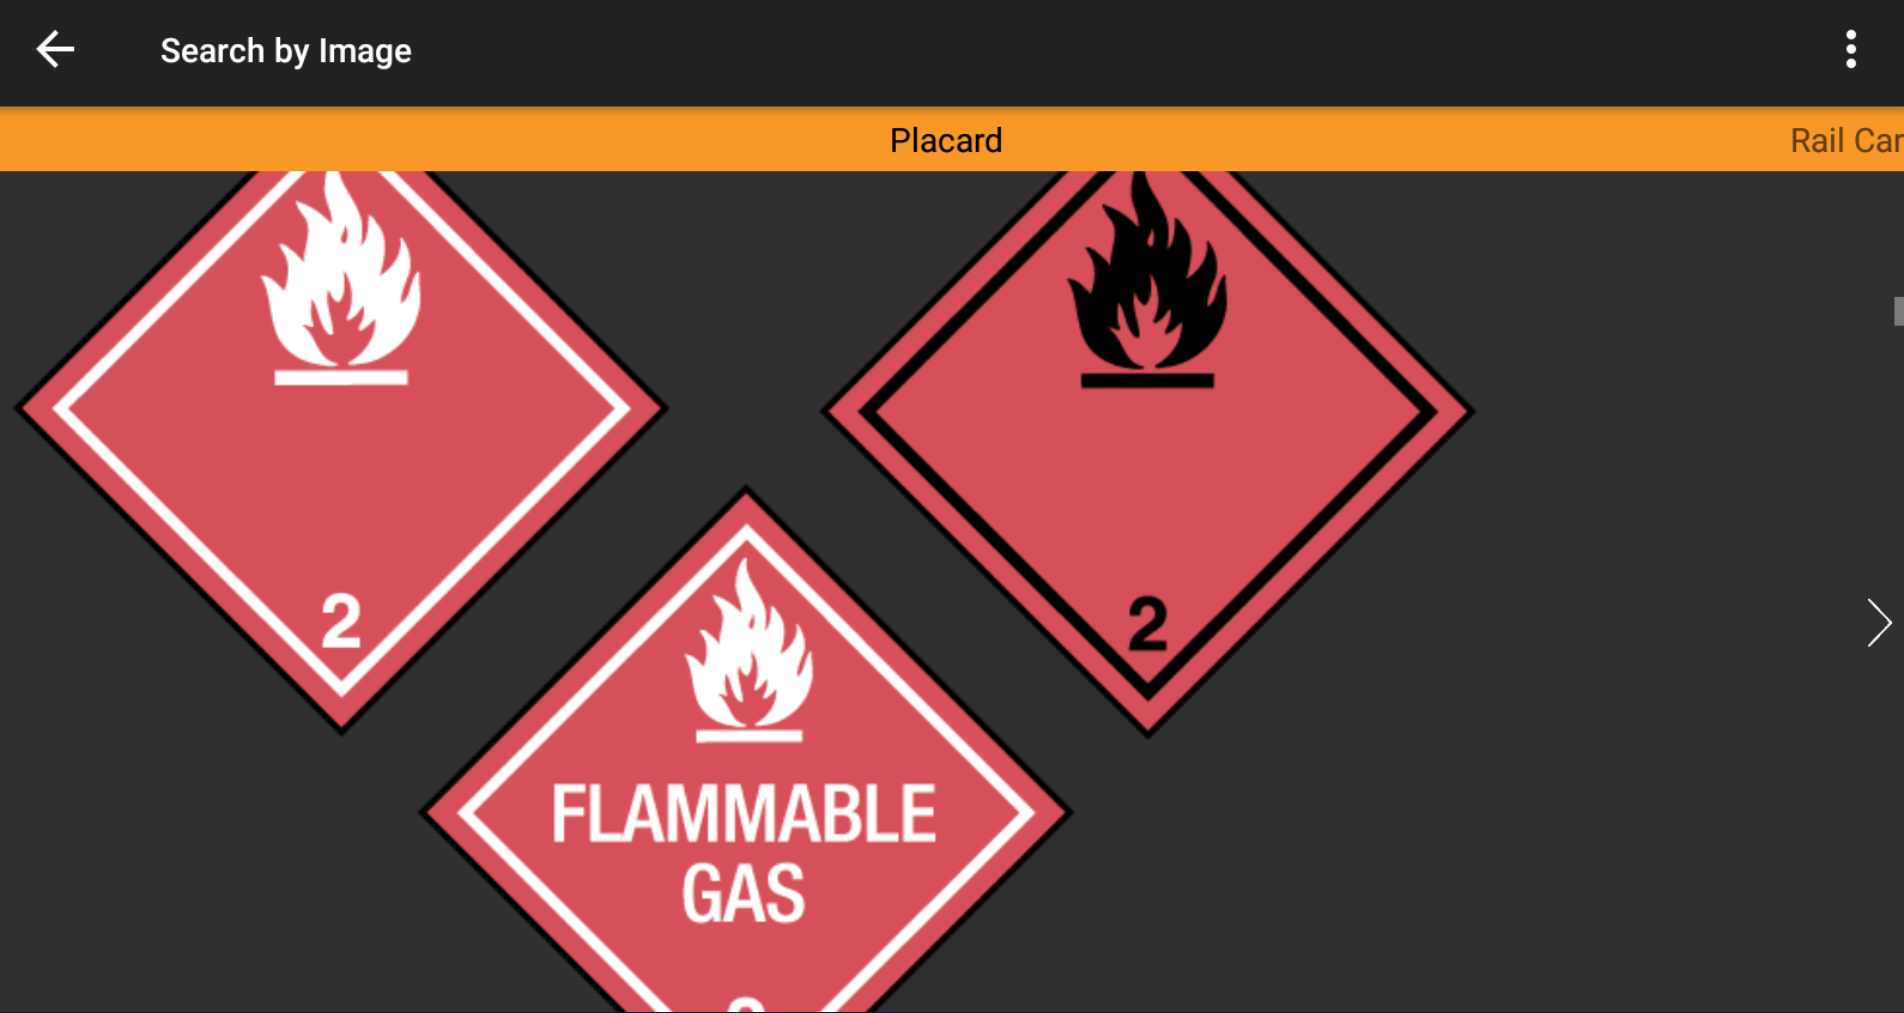 Search by Image
Placard
Rail Car
2
2
FLAMMABLE
GAS